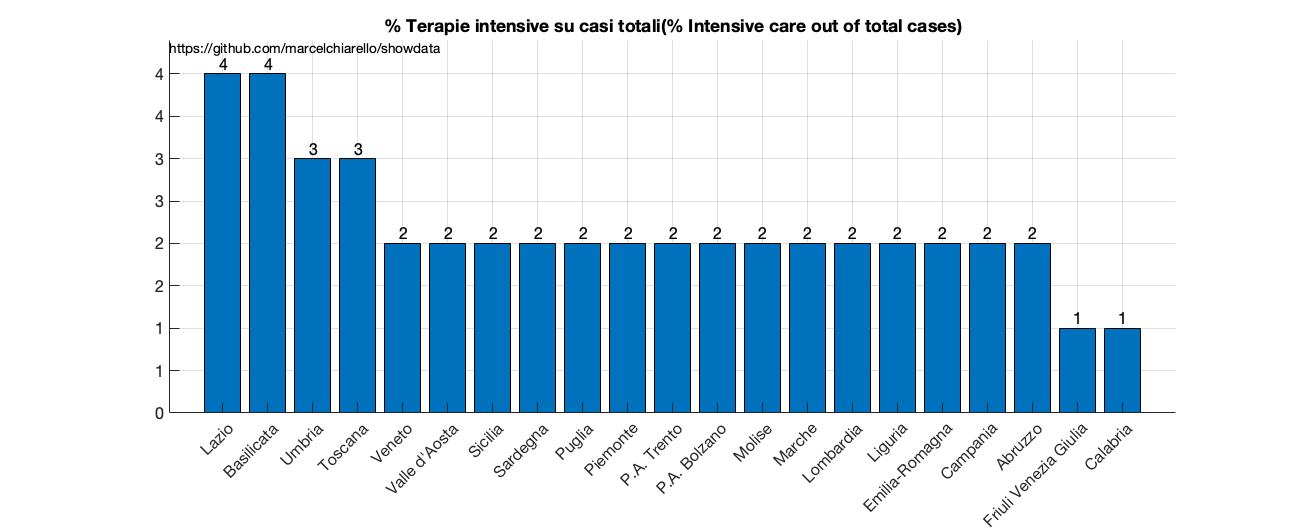 % Terapie intensive su casi totali(% Intensive care out of total cases)
https://github.com/marcelchiarello/showdata
4 4 3 3 2 2 2 2 2 2 2 2 2 2 2 2 2 2 2 1 1
4
4
3
3
2
2
1
1
0
Lazio
Basilicata
Umbria
Toscana
Veneto
Valle d'Aosta
Sicilia
Sardegna
Puglia
Piemonte
P.A. Trento
P.A. Bolzano
Molise
Marche
Lombardia
Liguria
Emilia-Romagna
Campania
Abruzzo
Friuli Venezia Giulia
Calabria